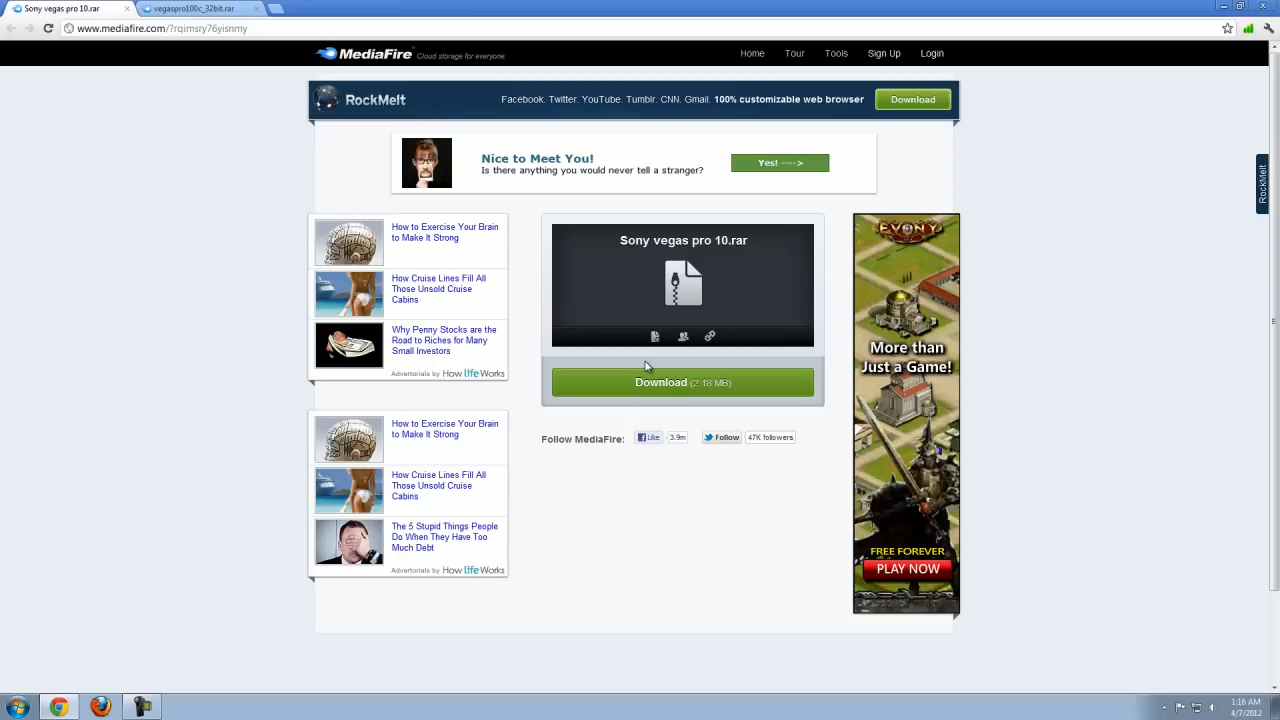 Sony vegas pro 10.rar
vegaspro100c_32bit.rar
www.mediafire.com/?rqimsry76yisnmy
MediaFire Cloud storage for everyone.
Home Tour Tools Sign Up Login
RockMelt Facebook. Twitter. YouTube. Tumblr. CNN. Gmail. 100% customizable web browser Download
Nice to Meet You!
Is there anything you would never tell a stranger?
Yes! ---->
RockMelt
How to Exercise Your Brain
to Make It Strong
How Cruise Lines Fill All
Those Unsold Cruise
Cabins
Why Penny Stocks are the
Road to Riches for Many
Small Investors
Advertorials by How life Works
Sony vegas pro 10.rar
Download (2.18 MB)
Follow MediaFire: Like 3.9m Follow 47K followers
How to Exercise Your Brain
to Make It Strong
How Cruise Lines Fill All
Those Unsold Cruise
Cabins
The 5 Stupid Things People
Do When They Have Too
Much Debt
Advertorials by How life Works
EVONY
More than
Just a Game!
FREE FOREVER
PLAY NOW
1:16 AM
4/7/2012